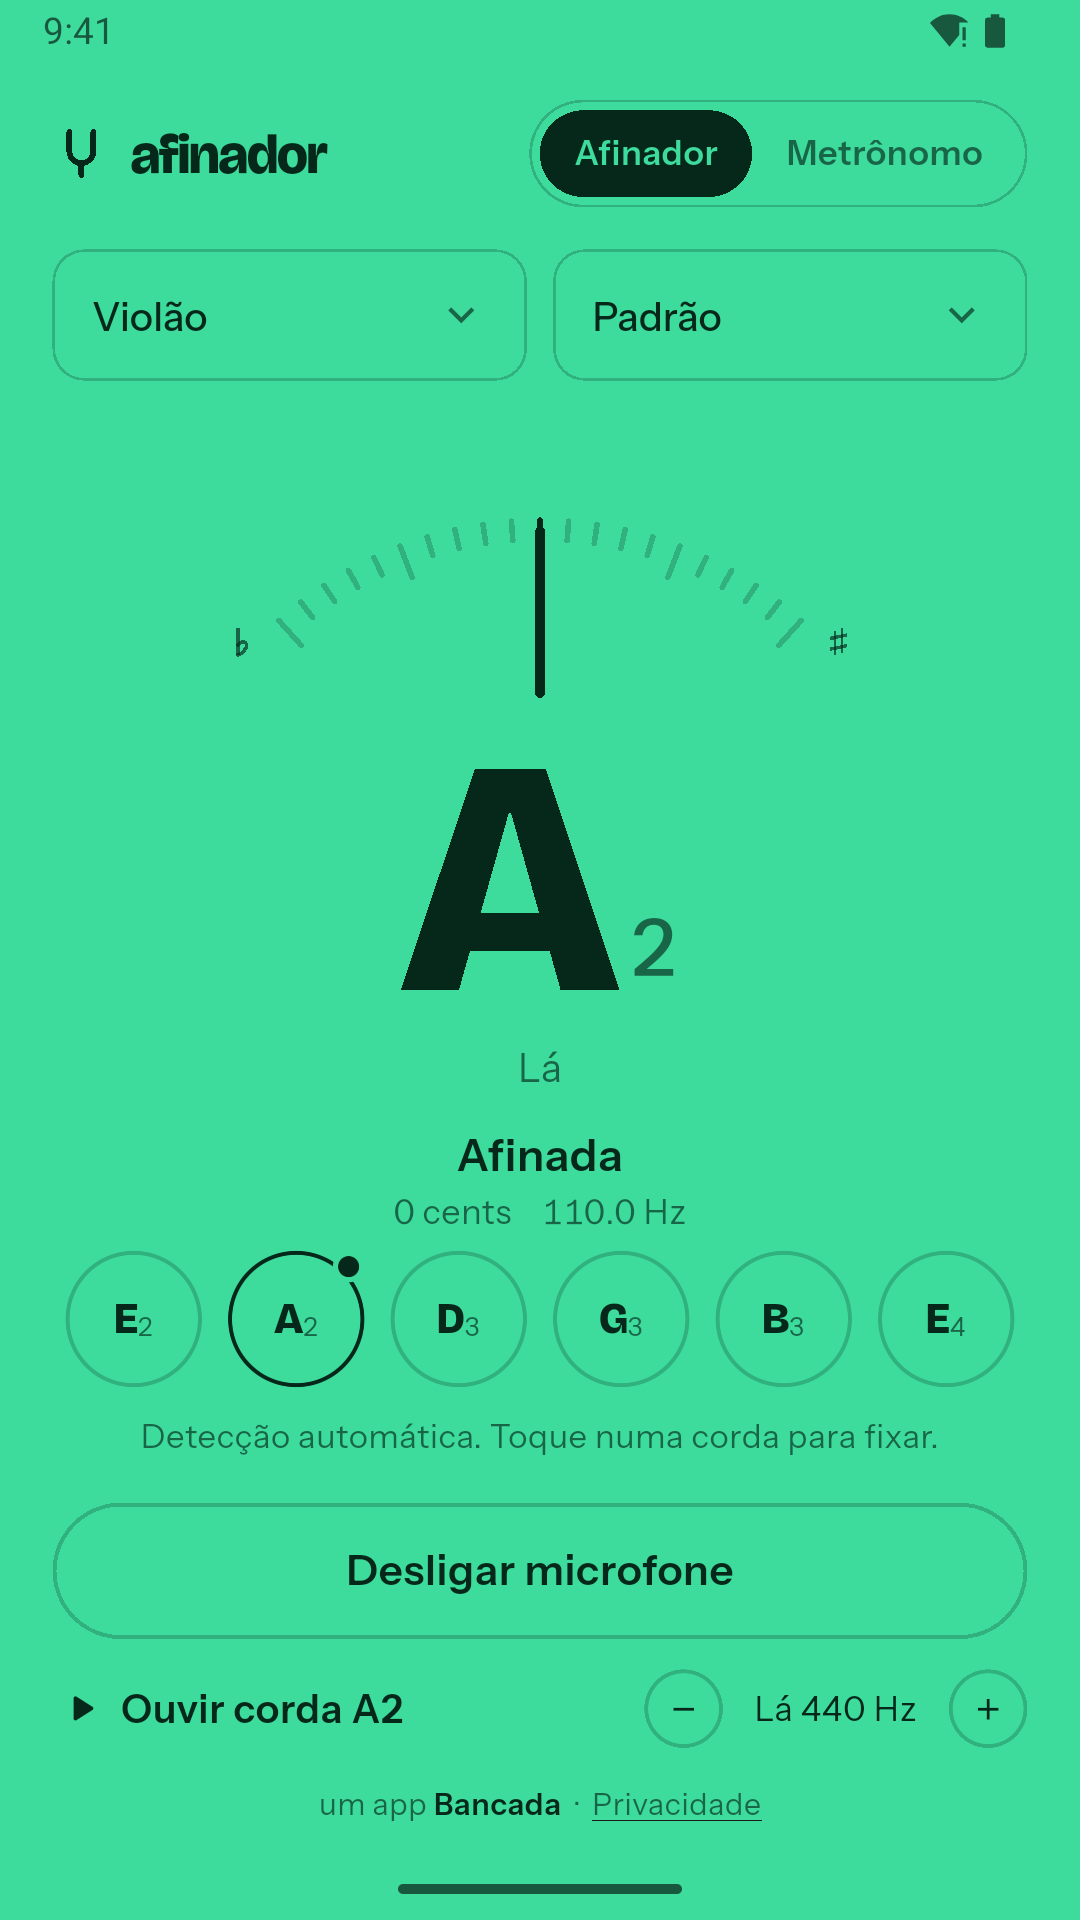 9:41
afinador
Afinador Metrônomo
Violão Padrão
♭ ♯
A2
Lá
Afinada
0 cents 110.0 Hz
E2 A2 D3 G3 B3 E4
Detecção automática. Toque numa corda para fixar.
Desligar microfone
Ouvir corda A2 − Lá 440 Hz +
um app Bancada · Privacidade